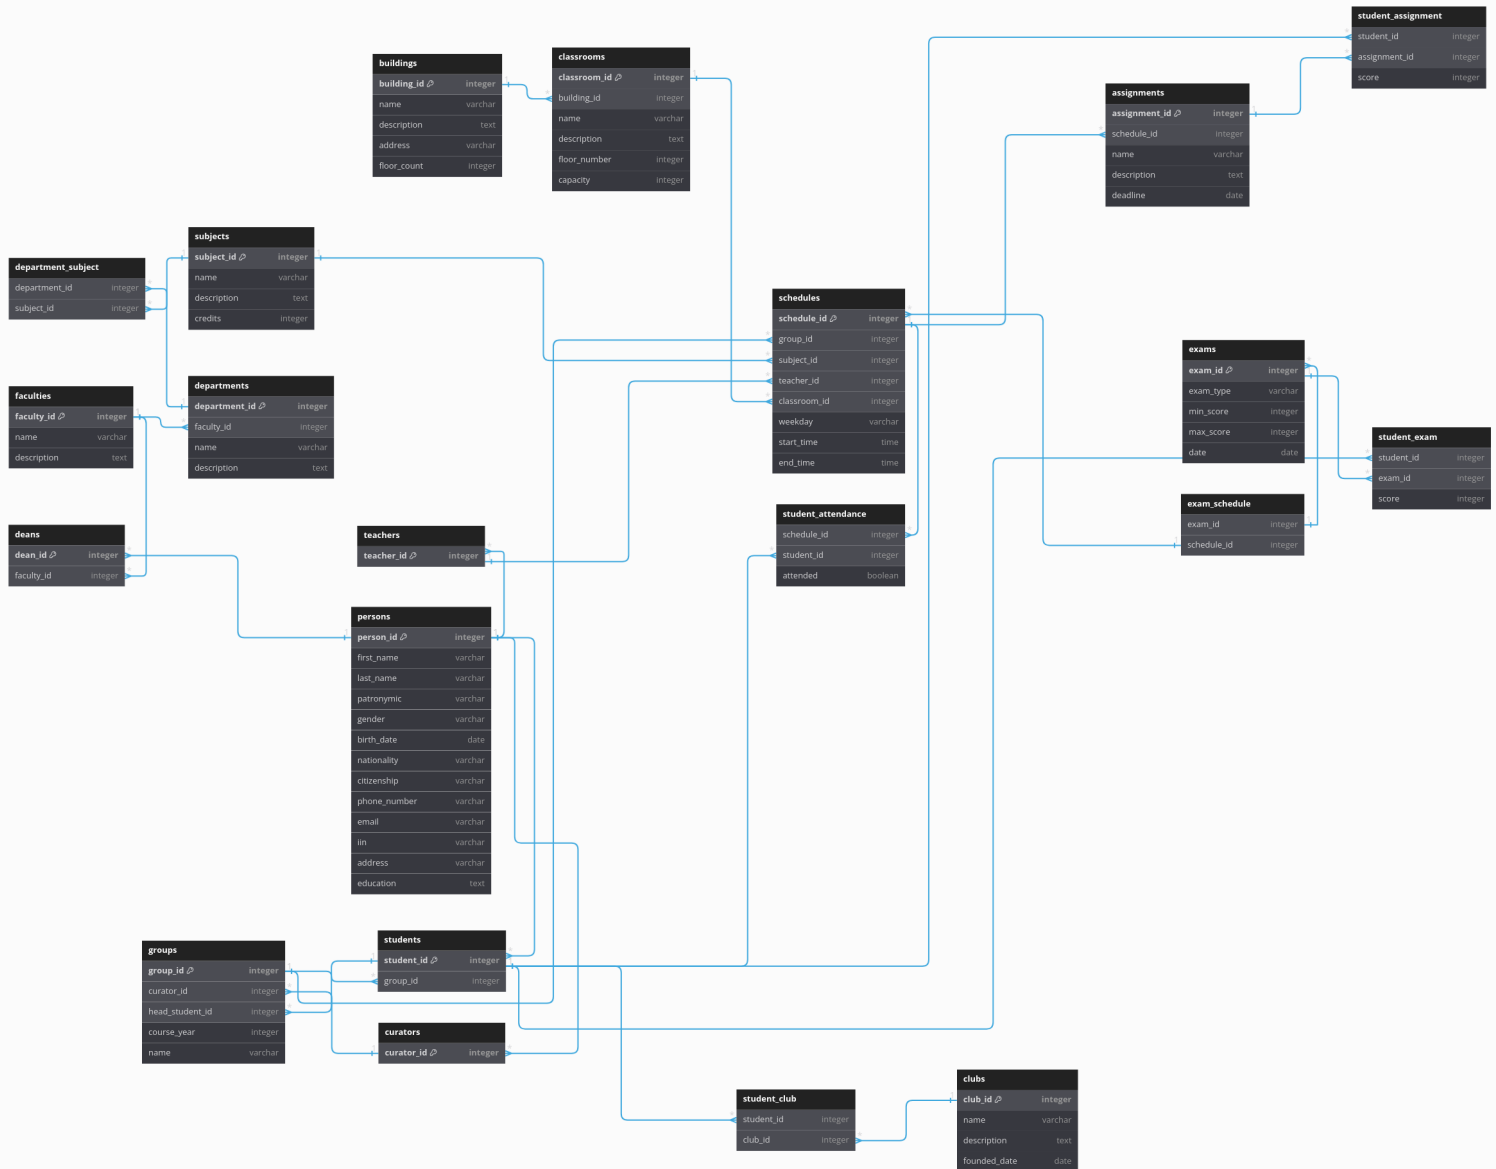 student_assignment
student_id integer
assignment_id integer
score integer
buildings
building_id integer
name varchar
description text
address varchar
floor_count integer
classrooms
classroom_id integer
building_id integer
name varchar
description text
floor_number integer
capacity integer
assignments
assignment_id integer
schedule_id integer
name varchar
description text
deadline date
subjects
subject_id integer
name varchar
description text
credits integer
department_subject
department_id integer
subject_id integer
schedules
schedule_id integer
group_id integer
subject_id integer
teacher_id integer
classroom_id integer
weekday varchar
start_time time
end_time time
exams
exam_id integer
exam_type varchar
min_score integer
max_score integer
date date
faculties
faculty_id integer
name varchar
description text
departments
department_id integer
faculty_id integer
name varchar
description text
student_exam
student_id integer
exam_id integer
score integer
exam_schedule
exam_id integer
schedule_id integer
student_attendance
schedule_id integer
student_id integer
attended boolean
deans
dean_id integer
faculty_id integer
teachers
teacher_id integer
persons
person_id integer
first_name varchar
last_name varchar
patronymic varchar
gender varchar
birth_date date
nationality varchar
citizenship varchar
phone_number varchar
email varchar
iin varchar
address varchar
education text
groups
group_id integer
curator_id integer
head_student_id integer
course_year integer
name varchar
students
student_id integer
group_id integer
curators
curator_id integer
student_club
student_id integer
club_id integer
clubs
club_id integer
name varchar
description text
founded_date date